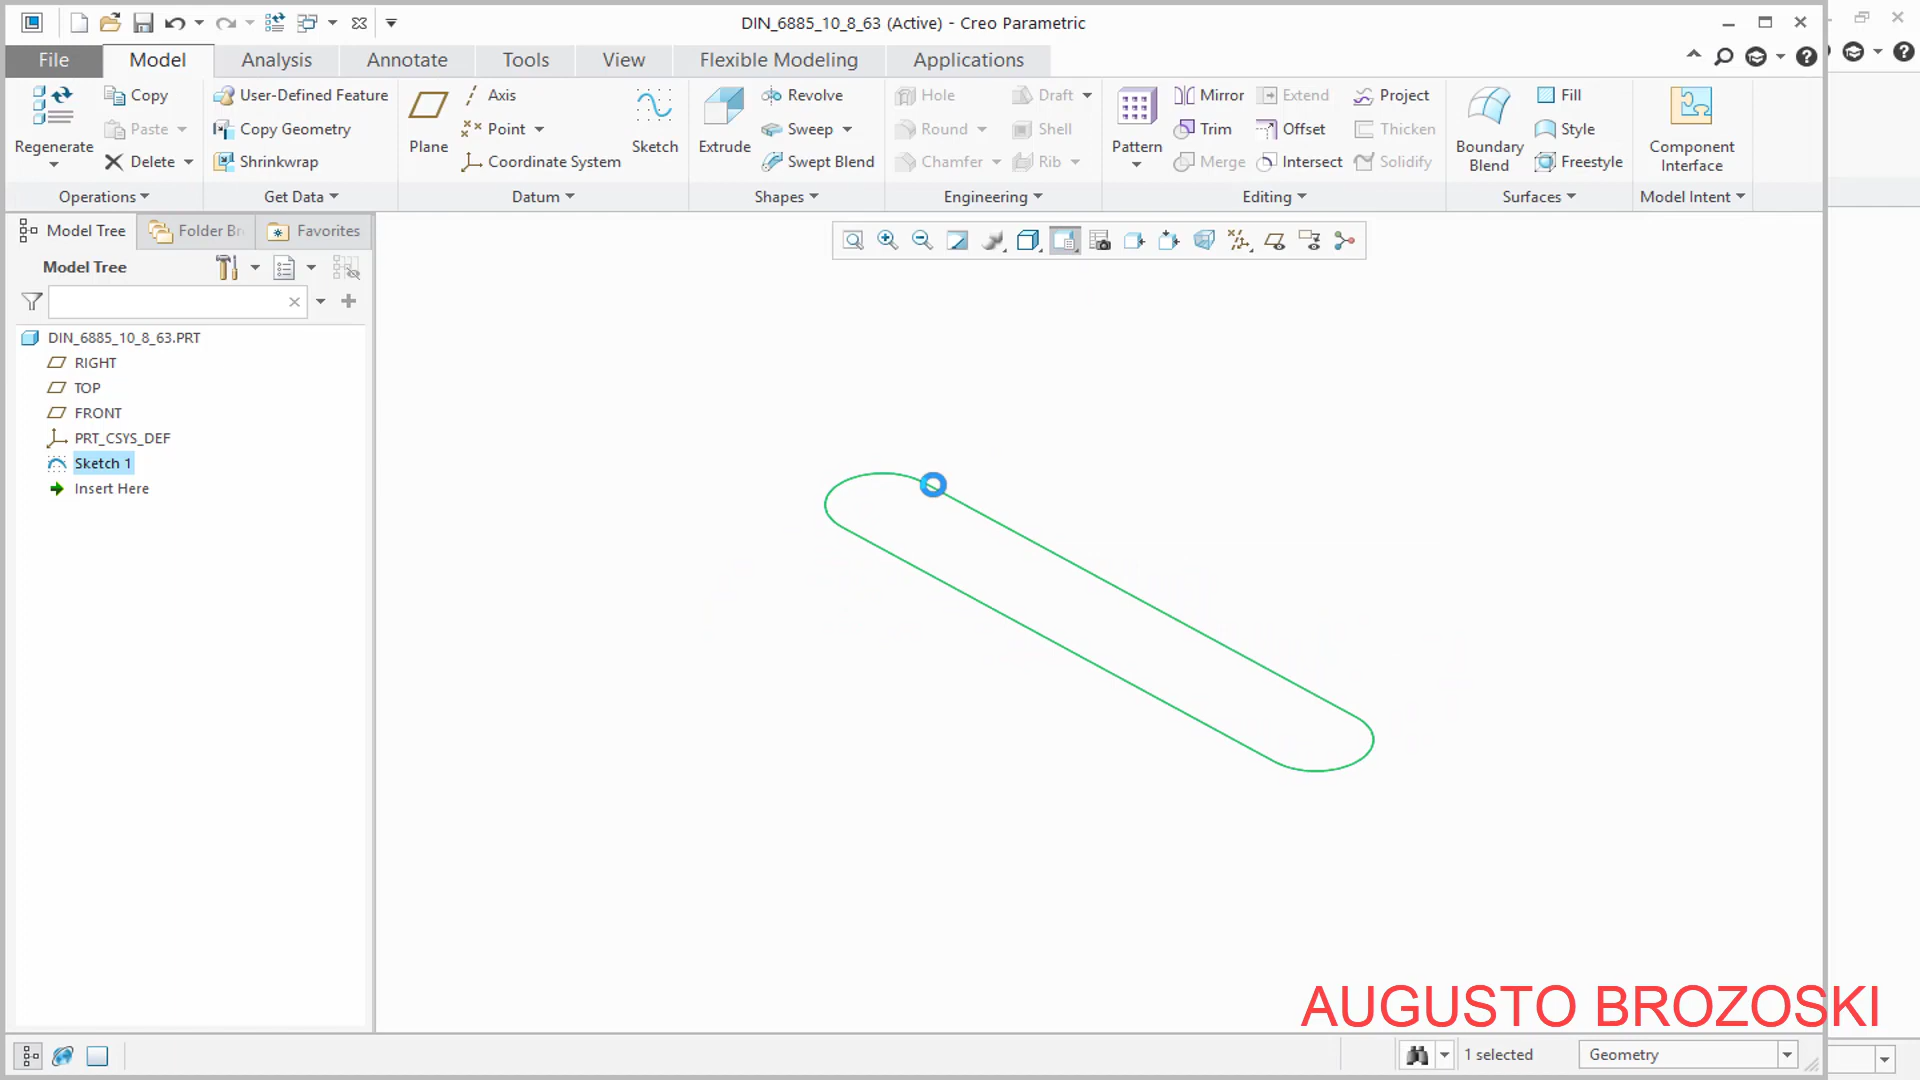 DIN_6885_10_8_63 (Active) - Creo Parametric
File Model Analysis Annotate Tools View Flexible Modeling Applications
Regenerate Copy Paste Delete Operations
User-Defined Feature Copy Geometry Shrinkwrap Get Data
Plane Axis Point Coordinate System Sketch Datum
Extrude Revolve Sweep Swept Blend Shapes
Hole Round Chamfer Draft Shell Rib Engineering
Pattern Mirror Trim Merge Extend Offset Intersect Project Thicken Solidify Editing
Boundary Blend Fill Style Freestyle Surfaces
Component Interface Model Intent
Model Tree Folder Br Favorites
Model Tree
DIN_6885_10_8_63.PRT
RIGHT
TOP
FRONT
PRT_CSYS_DEF
Sketch 1
Insert Here
AUGUSTO BROZOSKI
1 selected Geometry